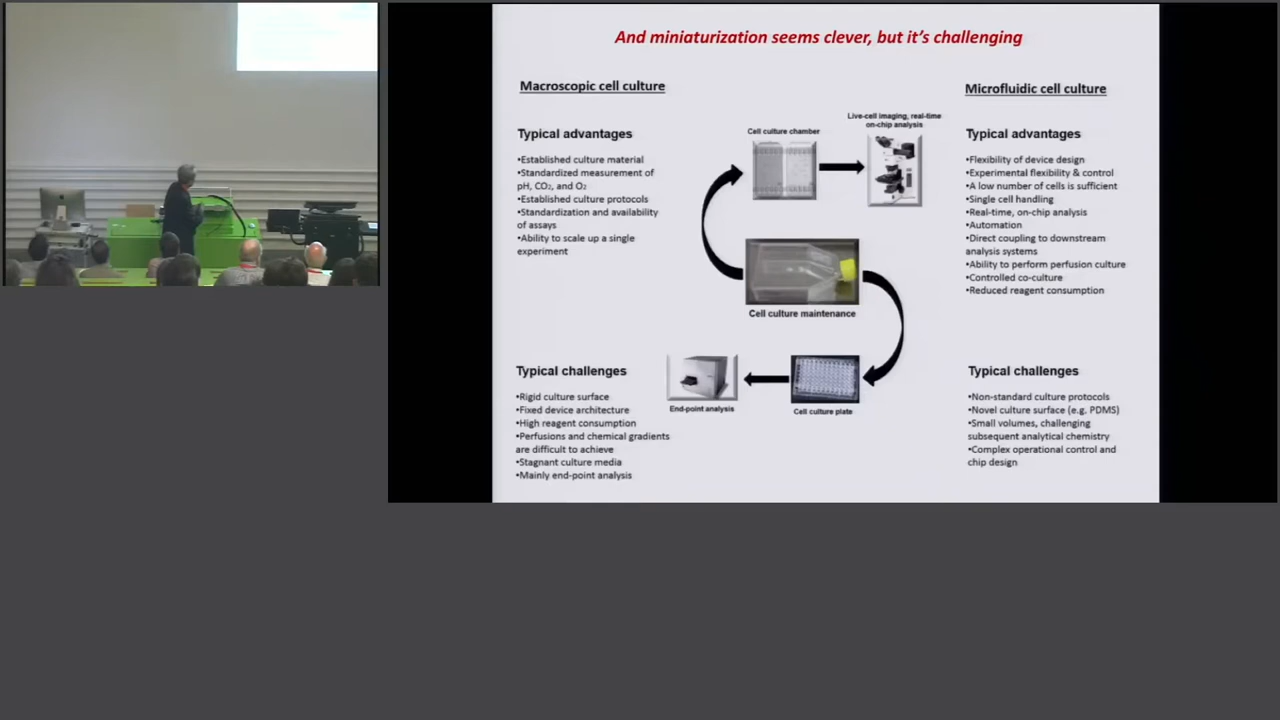 And miniaturization seems clever, but it's challenging
Macroscopic cell culture
Typical advantages
•Established culture material
•Standardized measurement of
pH, CO₂, and O₂
•Established culture protocols
•Standardization and availability
of assays
•Ability to scale up a single
experiment
Typical challenges
•Rigid culture surface
•Fixed device architecture
•High reagent consumption
•Perfusions and chemical gradients
are difficult to achieve
•Stagnant culture media
•Mainly end-point analysis
Cell culture chamber
Live-cell imaging, real-time
on-chip analysis
Cell culture maintenance
End-point analysis
Cell culture plate
Microfluidic cell culture
Typical advantages
•Flexibility of device design
•Experimental flexibility & control
•A low number of cells is sufficient
•Single cell handling
•Real-time, on-chip analysis
•Automation
•Direct coupling to downstream
analysis systems
•Ability to perform perfusion culture
•Controlled co-culture
•Reduced reagent consumption
Typical challenges
•Non-standard culture protocols
•Novel culture surface (e.g. PDMS)
•Small volumes, challenging
subsequent analytical chemistry
•Complex operational control and
chip design